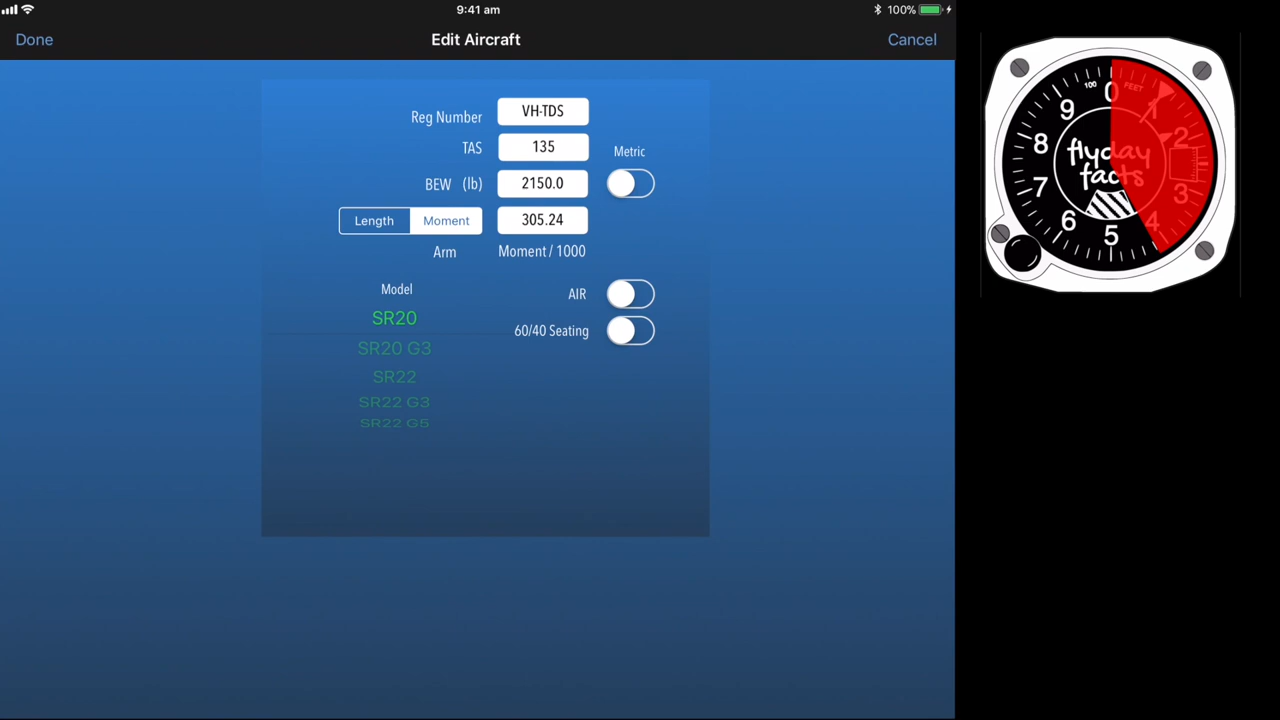 9:41 am
100%
Done
Edit Aircraft
Cancel
Reg Number
VH-TDS
TAS
135
Metric
BEW (lb)
2150.0
Length
Moment
305.24
Arm
Moment / 1000
Model
AIR
SR20
60/40 Seating
SR20 G3
SR22
SR22 G3
SR22 G5
100
FEET
0
1
2
3
4
5
6
7
8
9
flyday
facts